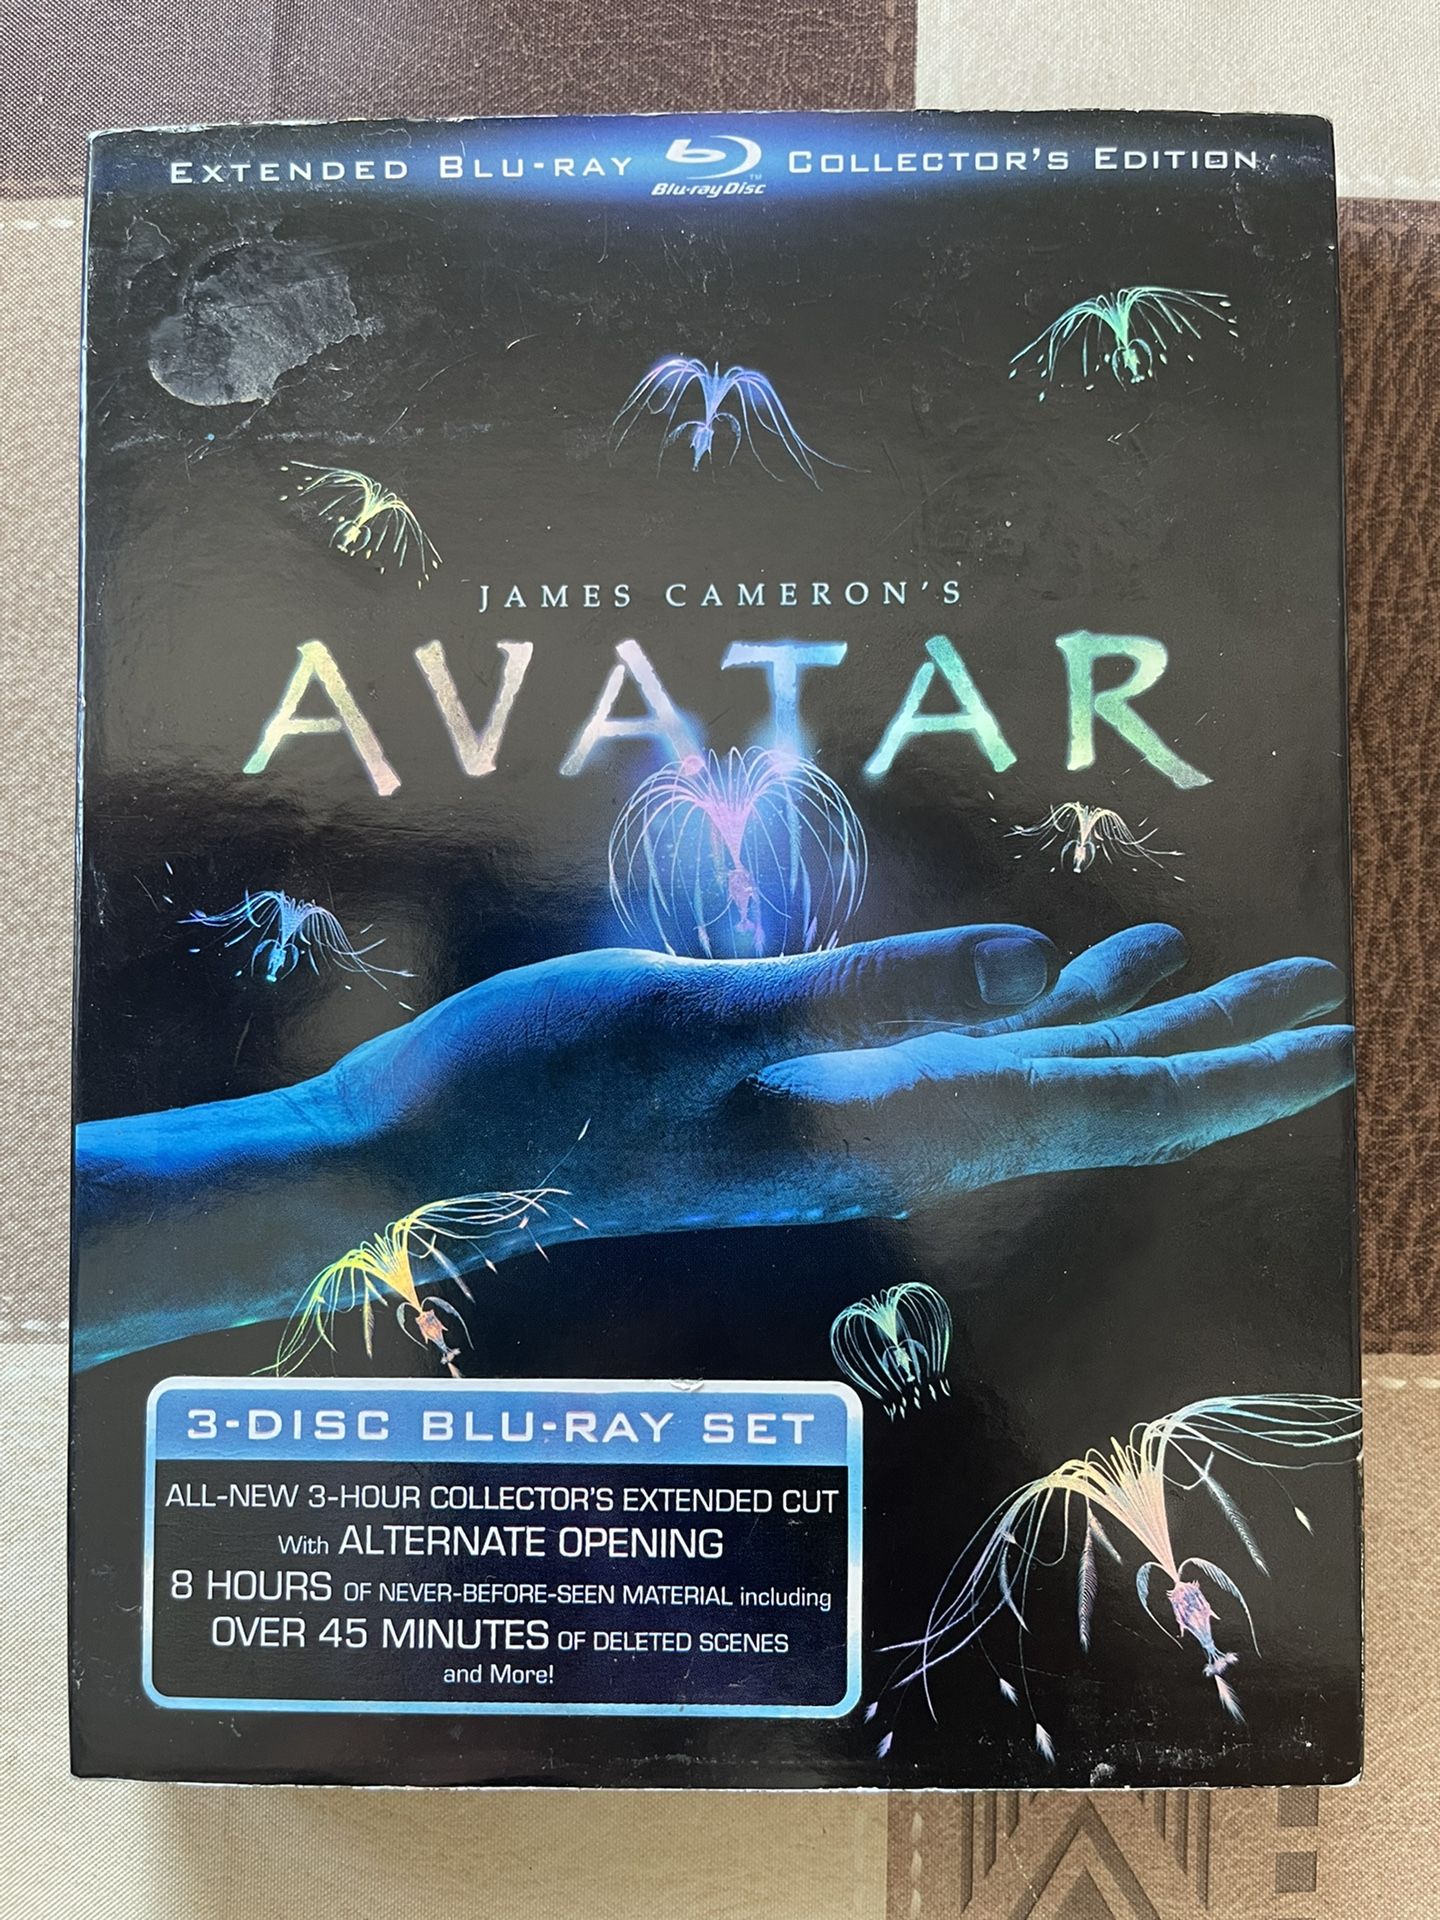 EXTENDED BLU-RAY Blu-ray Disc™ COLLECTOR'S EDITION
JAMES CAMERON'S
AVATAR
3-DISC BLU-RAY SET
ALL-NEW 3-HOUR COLLECTOR'S EXTENDED CUT
With ALTERNATE OPENING
8 HOURS OF NEVER-BEFORE-SEEN MATERIAL including
OVER 45 MINUTES OF DELETED SCENES
and More!